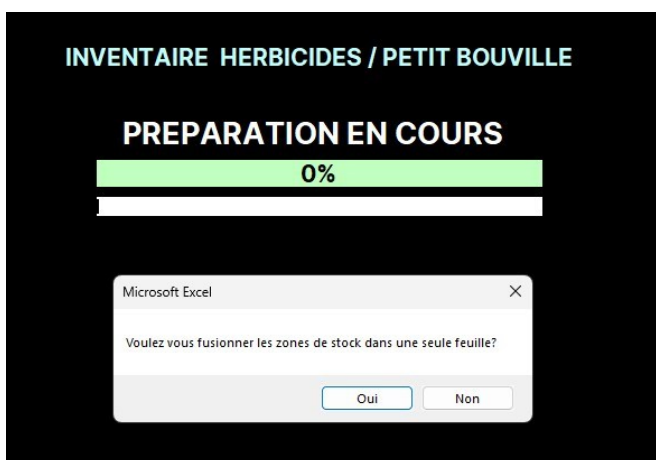 INVENTAIRE HERBICIDES / PETIT BOUVILLE
PREPARATION EN COURS
0%
Microsoft Excel
Voulez vous fusionner les zones de stock dans une seule feuille?
Oui
Non